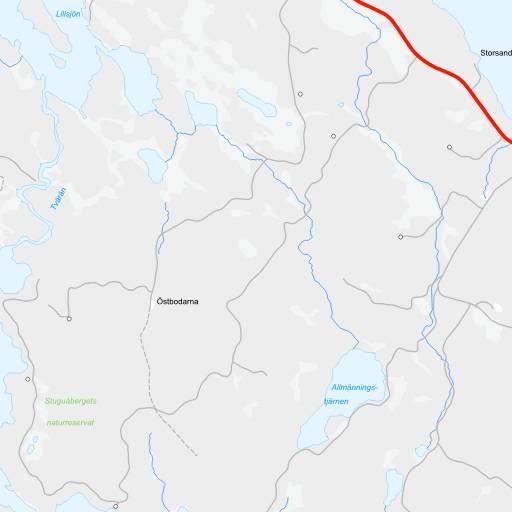 Lillsjön
Storsand
Tvärån
Östbodarna
Allmännings-
tjärnen
Stuguåbergets
naturreservat